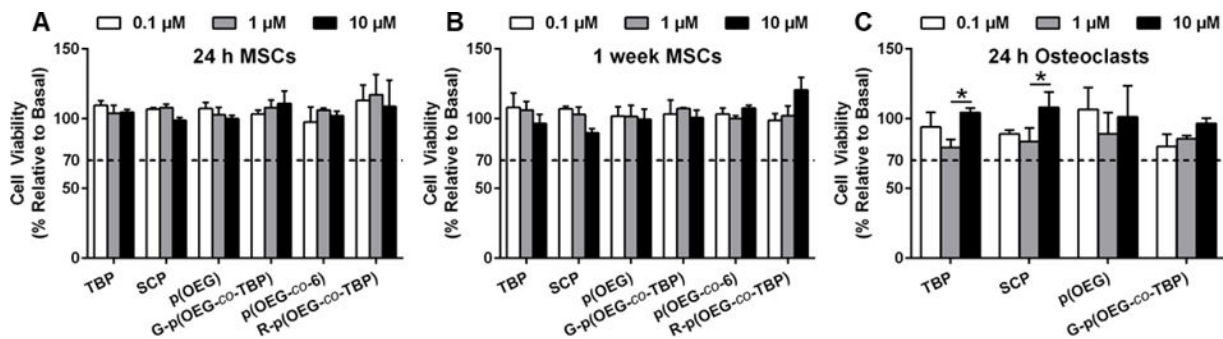 A 0.1 µM 1 µM 10 µM
24 h MSCs
Cell Viability
(% Relative to Basal)
150
100
70
50
0
TBP SCP p(OEG) G-p(OEG-co-TBP) p(OEG-co-6) R-p(OEG-co-TBP)
B 0.1 µM 1 µM 10 µM
1 week MSCs
Cell Viability
(% Relative to Basal)
150
100
70
50
0
TBP SCP p(OEG) G-p(OEG-co-TBP) p(OEG-co-6) R-p(OEG-co-TBP)
C 0.1 µM 1 µM 10 µM
24 h Osteoclasts
Cell Viability
(% Relative to Basal)
150
100
70
50
0
* *
TBP SCP p(OEG) G-p(OEG-co-TBP)